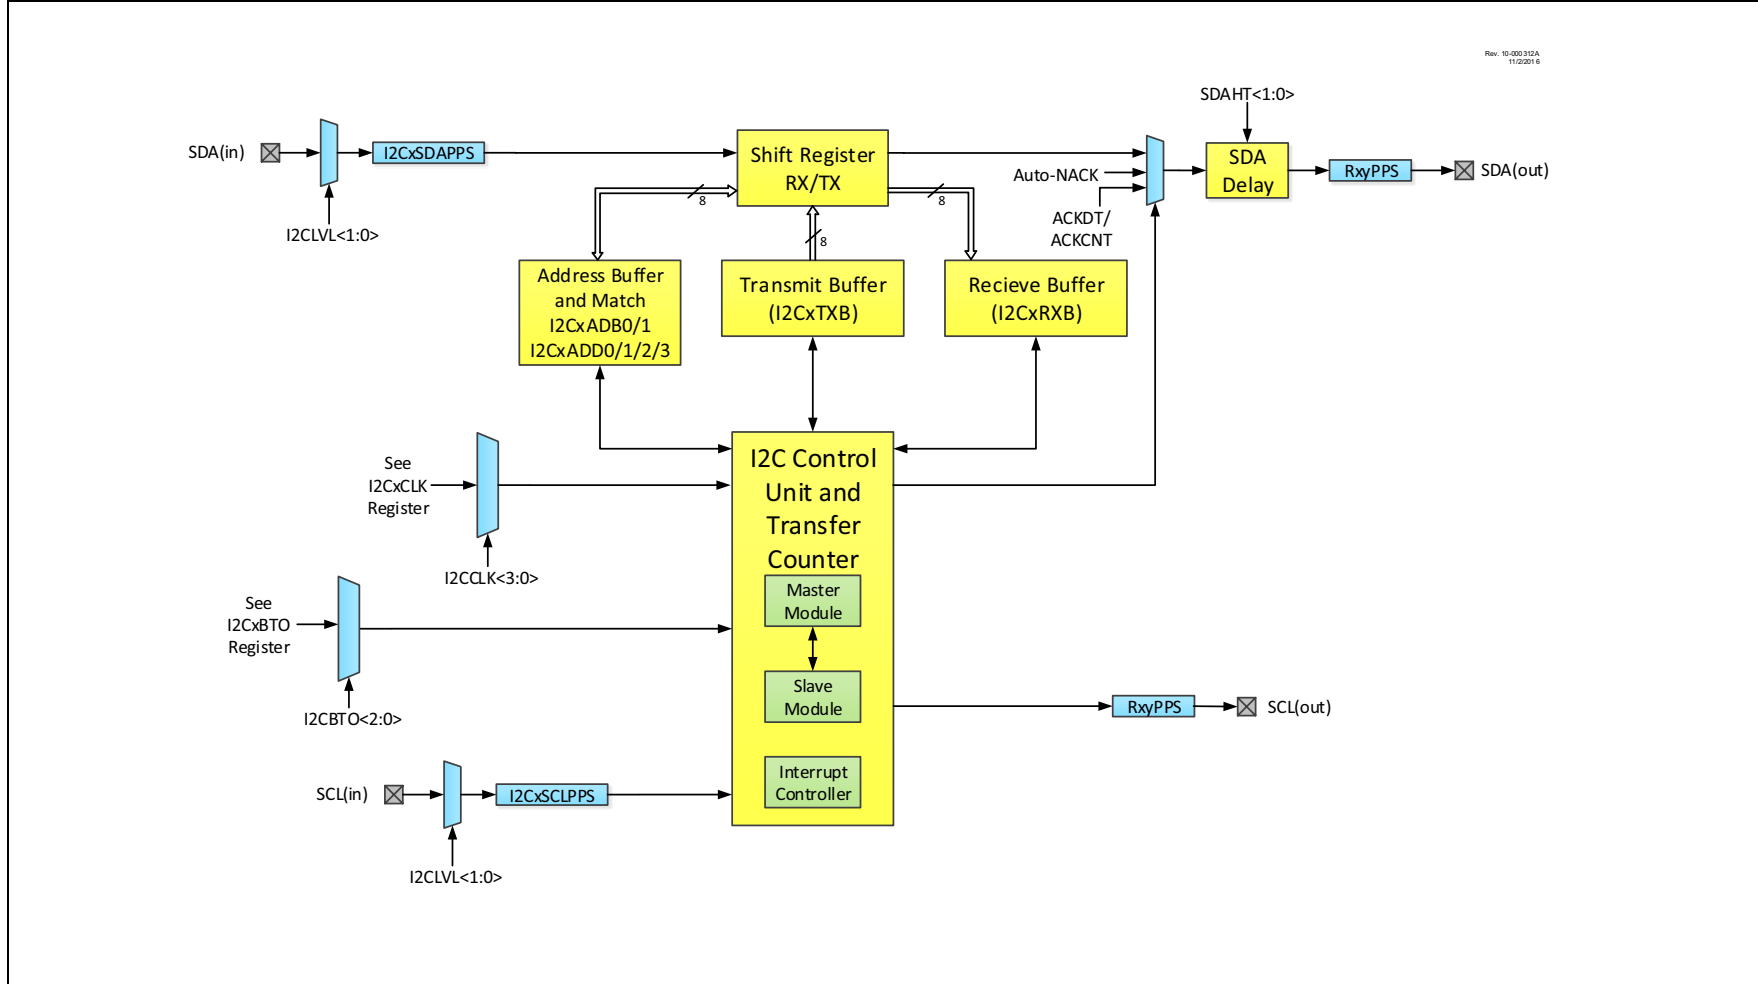 Rev. 10-000312A
11/2/2016
SDAHT<1:0>
SDA(in)
I2CxSDAPPS
I2CLVL<1:0>
Shift Register
RX/TX
8
8
8
Auto-NACK
ACKDT/
ACKCNT
SDA
Delay
RxyPPS
SDA(out)
Address Buffer
and Match
I2CxADB0/1
I2CxADD0/1/2/3
Transmit Buffer
(I2CxTXB)
Recieve Buffer
(I2CxRXB)
See
I2CxCLK
Register
I2CCLK<3:0>
I2C Control
Unit and
Transfer
Counter
Master
Module
Slave
Module
Interrupt
Controller
See
I2CxBTO
Register
I2CBTO<2:0>
RxyPPS
SCL(out)
SCL(in)
I2CxSCLPPS
I2CLVL<1:0>